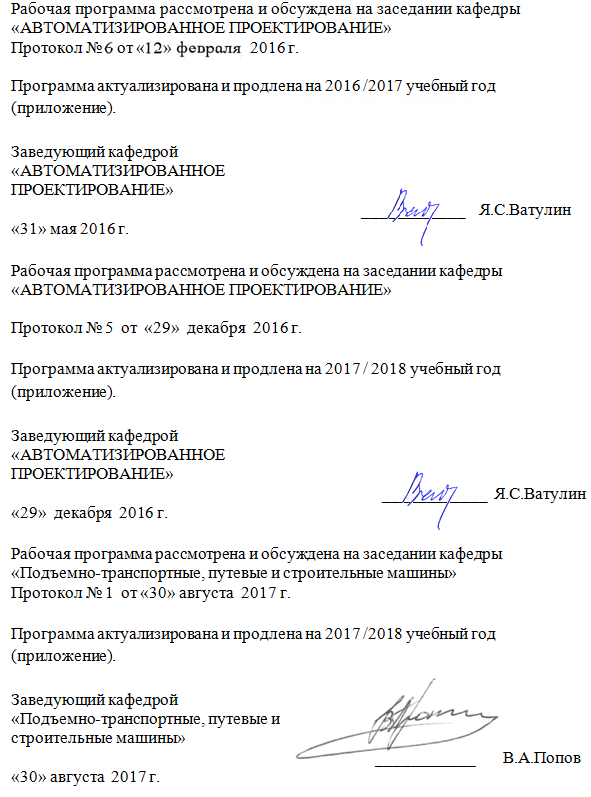 Рабочая программа рассмотрена и обсуждена на заседании кафедры
«АВТОМАТИЗИРОВАННОЕ ПРОЕКТИРОВАНИЕ»
Протокол № 6 от «12» февраля 2016 г.
Программа актуализирована и продлена на 2016 /2017 учебный год
(приложение).
Заведующий кафедрой
«АВТОМАТИЗИРОВАННОЕ
ПРОЕКТИРОВАНИЕ»
_____________ Я.С.Ватулин
«31» мая 2016 г.
Рабочая программа рассмотрена и обсуждена на заседании кафедры
«АВТОМАТИЗИРОВАННОЕ ПРОЕКТИРОВАНИЕ»
Протокол № 5 от «29» декабря 2016 г.
Программа актуализирована и продлена на 2017 / 2018 учебный год
(приложение).
Заведующий кафедрой
«АВТОМАТИЗИРОВАННОЕ
ПРОЕКТИРОВАНИЕ»
_____________ Я.С.Ватулин
«29» декабря 2016 г.
Рабочая программа рассмотрена и обсуждена на заседании кафедры
«Подъемно-транспортные, путевые и строительные машины»
Протокол № 1 от «30» августа 2017 г.
Программа актуализирована и продлена на 2017 /2018 учебный год
(приложение).
Заведующий кафедрой
«Подъемно-транспортные, путевые и
строительные машины»
_____________ В.А.Попов
«30» августа 2017 г.